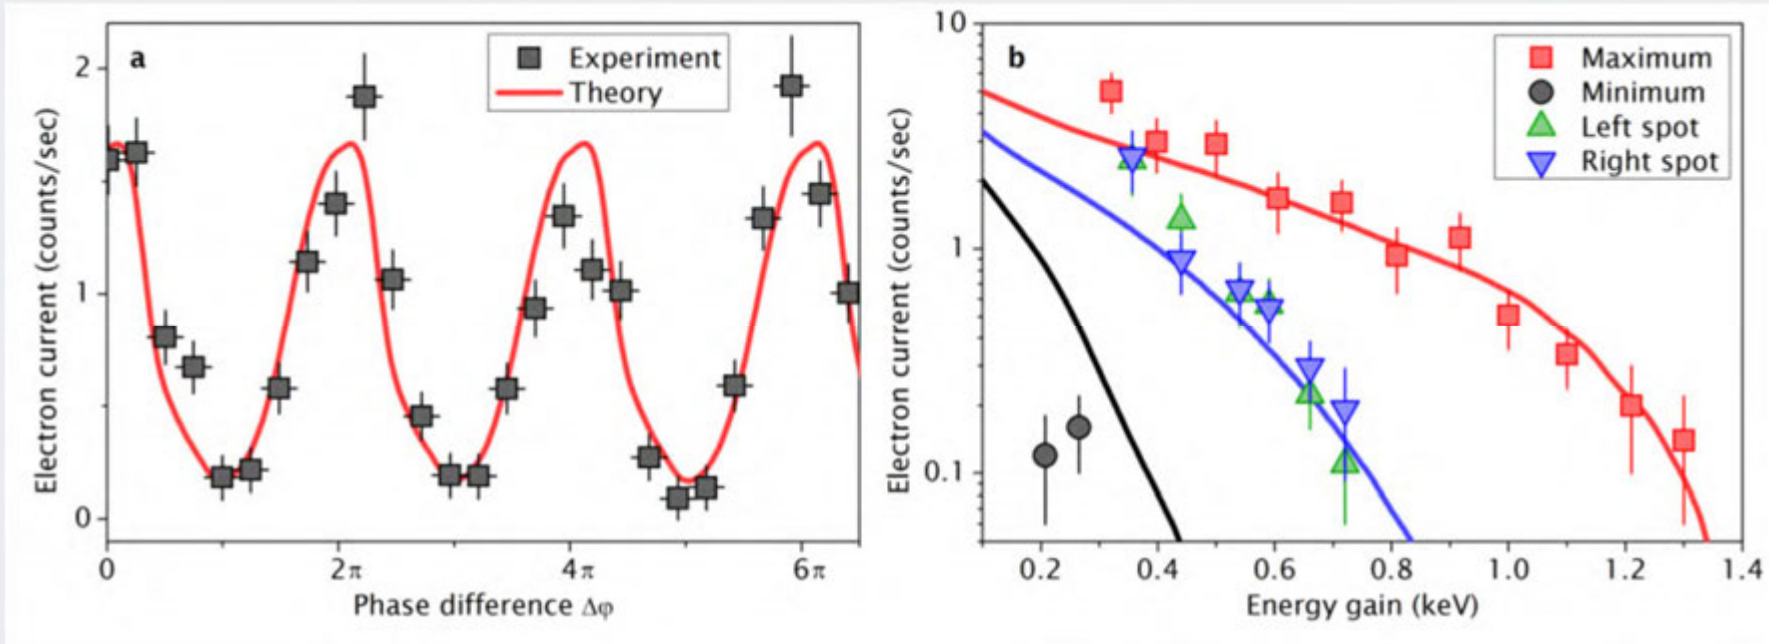 a
Experiment
Theory
2
1
0
0
2π
4π
6π
Electron current (counts/sec)
Phase difference Δφ
b
Maximum
Minimum
Left spot
Right spot
10
1
0.1
0.2
0.4
0.6
0.8
1.0
1.2
1.4
Electron current (counts/sec)
Energy gain (keV)